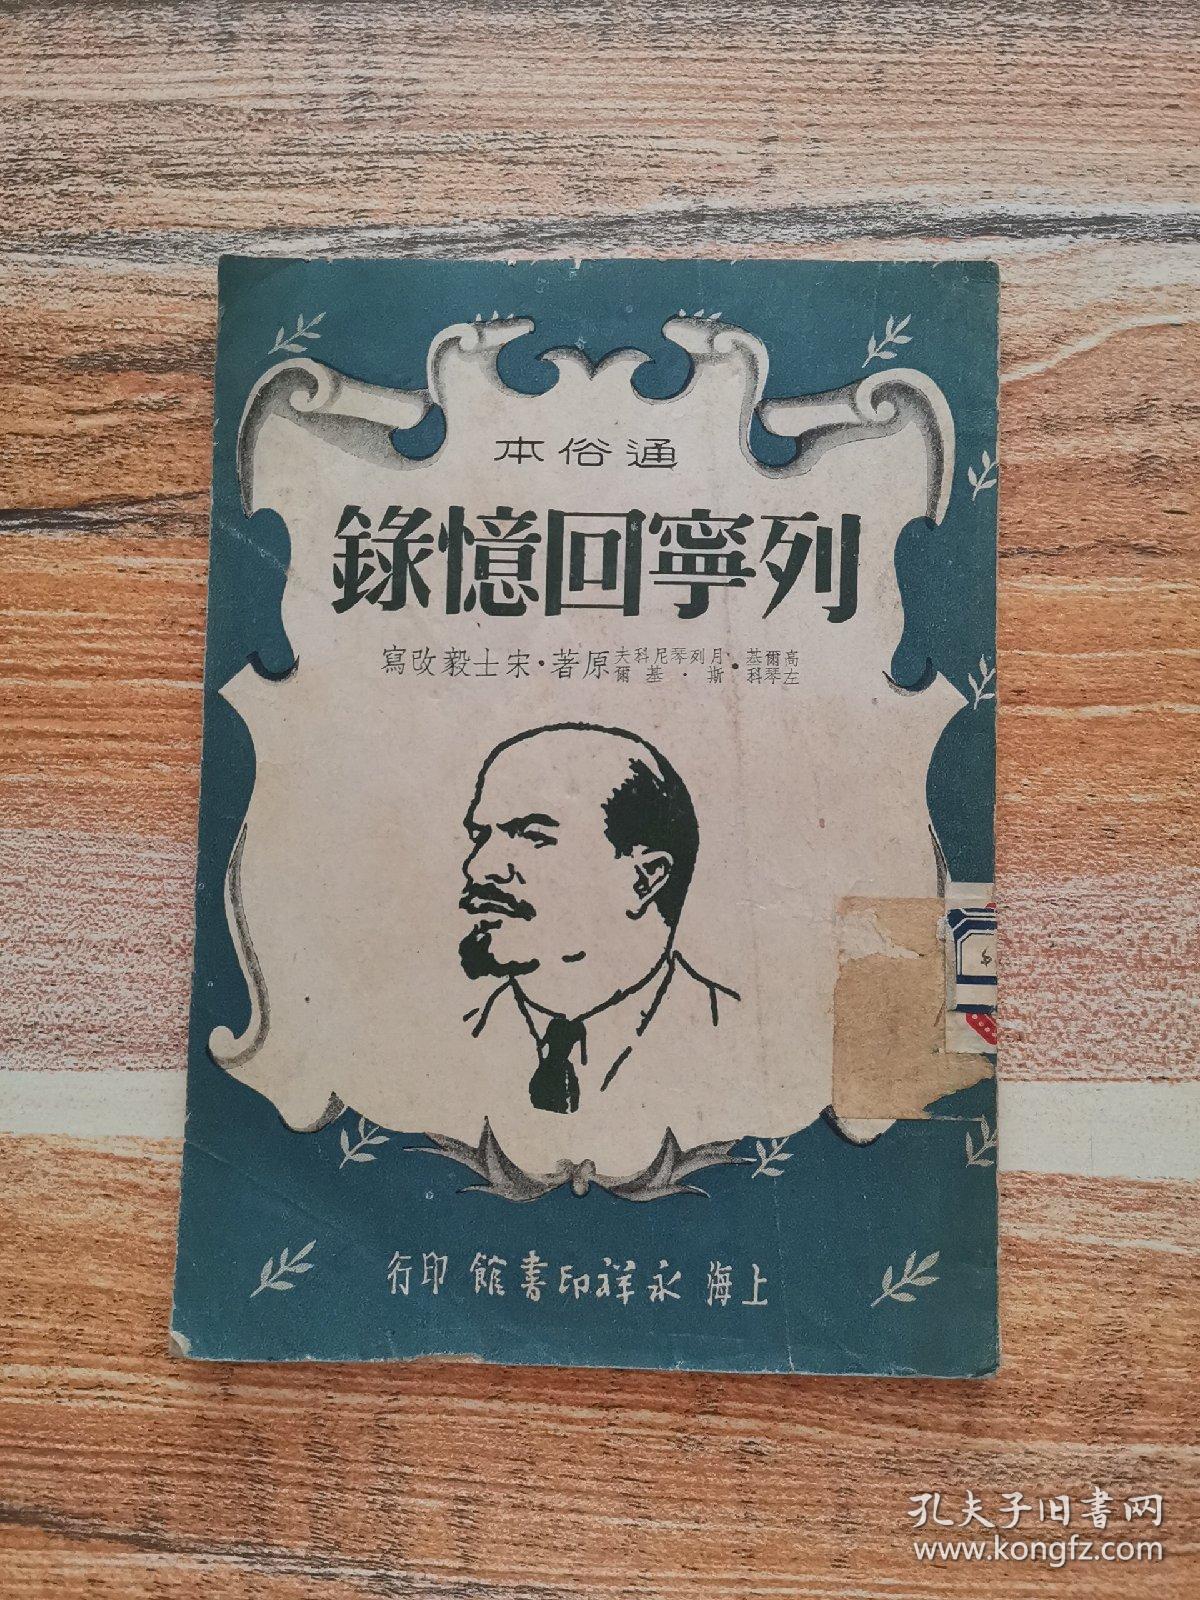 通俗本
列寧回憶錄
高爾基・月列琴尼科夫
左琴科・斯・基爾
原著・宋士毅改寫
上海永祥印書館印行
孔夫子旧书网
www.kongfz.com